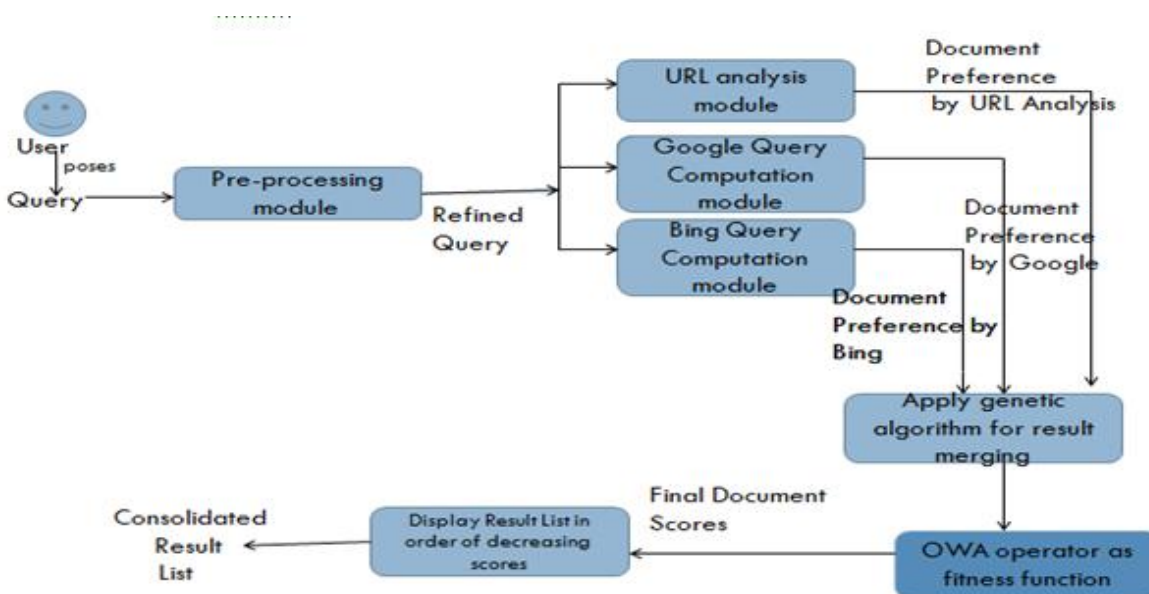 User
poses
Query
Pre-processing
module
Refined
Query
URL analysis
module
Google Query
Computation
module
Bing Query
Computation
module
Document
Preference
by URL Analysis
Document
Preference
by Google
Document
Preference by
Bing
Apply genetic
algorithm for result
merging
OWA operator as
fitness function
Final Document
Scores
Display Result List in
order of decreasing
scores
Consolidated
Result
List